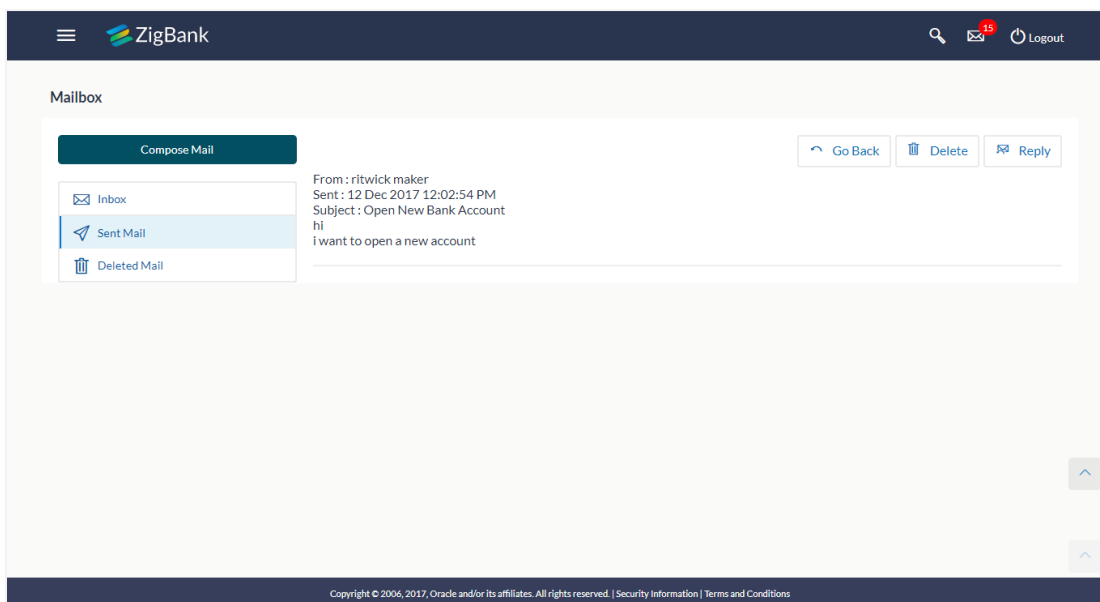 ZigBank
15
Logout
Mailbox
Compose Mail
Go Back
Delete
Reply
Inbox
Sent Mail
Deleted Mail
From : ritwick maker
Sent : 12 Dec 2017 12:02:54 PM
Subject : Open New Bank Account
hi
i want to open a new account
Copyright © 2006, 2017, Oracle and/or its affiliates. All rights reserved. | Security Information | Terms and Conditions